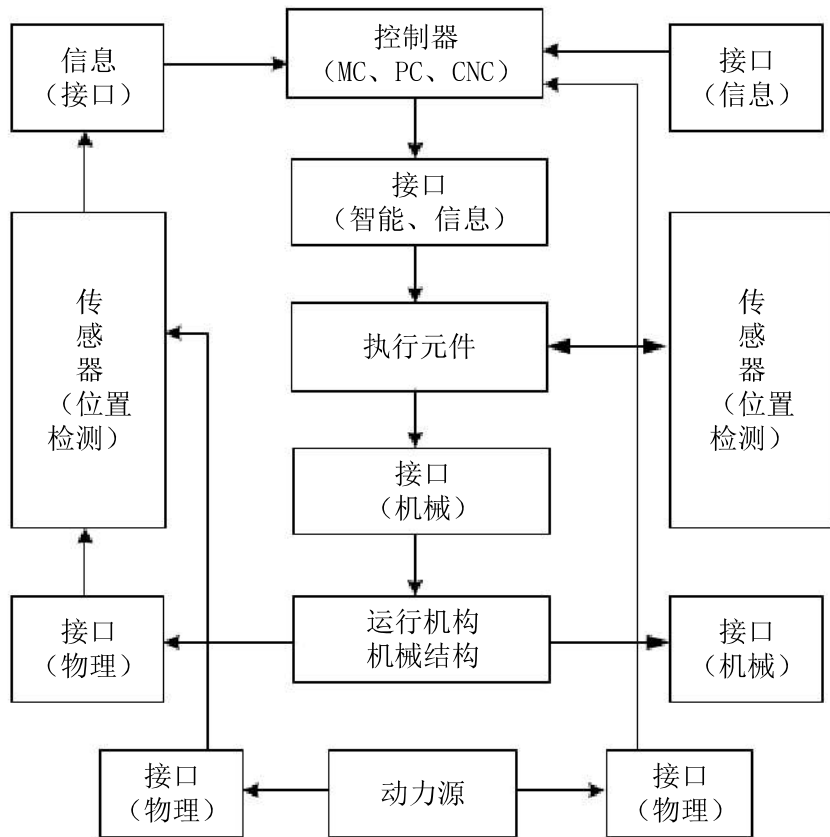 信息
（接口）
控制器
（MC、PC、CNC）
接口
（信息）
接口
（智能、信息）
传
感
器
（位置
检测）
执行元件
传
感
器
（位置
检测）
接口
（机械）
接口
（物理）
运行机构
机械结构
接口
（机械）
接口
（物理）
动力源
接口
（物理）